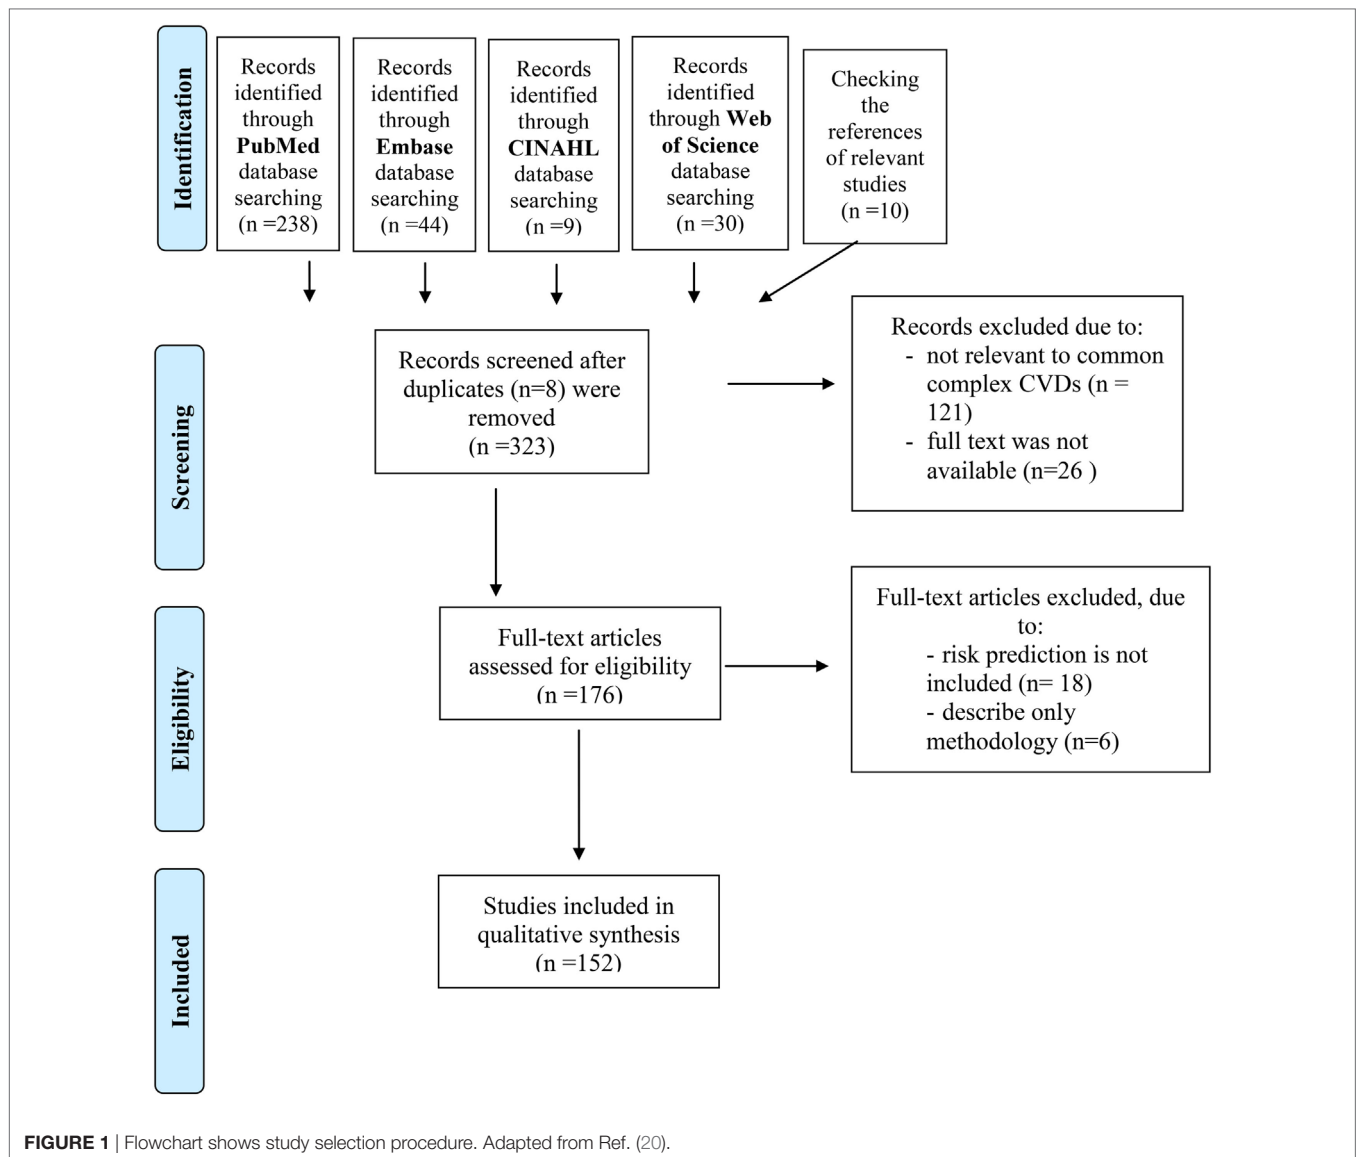 Identification
Records
identified
through
PubMed
database
searching
(n =238)
Records
identified
through
Embase
database
searching
(n =44)
Records
identified
through
CINAHL
database
searching
(n =9)
Records
identified
through Web
of Science
database
searching
(n =30)
Checking
the
references
of relevant
studies
(n =10)
Screening
Records screened after
duplicates (n=8) were
removed
(n =323)
Records excluded due to:
- not relevant to common
complex CVDs (n =
121)
- full text was not
available (n=26 )
Eligibility
Full-text articles
assessed for eligibility
(n =176)
Full-text articles excluded, due
to:
- risk prediction is not
included (n= 18)
- describe only
methodology (n=6)
Included
Studies included in
qualitative synthesis
(n =152)
FIGURE 1 | Flowchart shows study selection procedure. Adapted from Ref. (20).